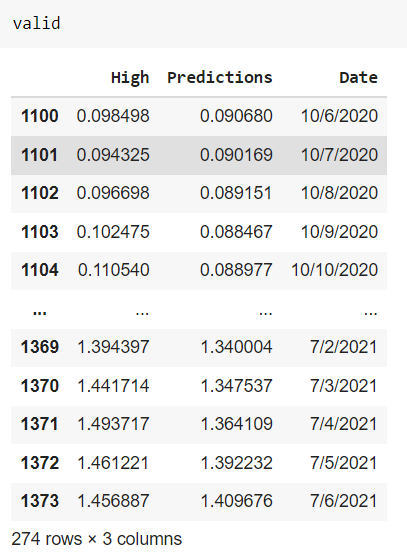 valid
High Predictions Date
1100 0.098498 0.090680 10/6/2020
1101 0.094325 0.090169 10/7/2020
1102 0.096698 0.089151 10/8/2020
1103 0.102475 0.088467 10/9/2020
1104 0.110540 0.088977 10/10/2020
... ... ... ...
1369 1.394397 1.340004 7/2/2021
1370 1.441714 1.347537 7/3/2021
1371 1.493717 1.364109 7/4/2021
1372 1.461221 1.392232 7/5/2021
1373 1.456887 1.409676 7/6/2021
274 rows × 3 columns